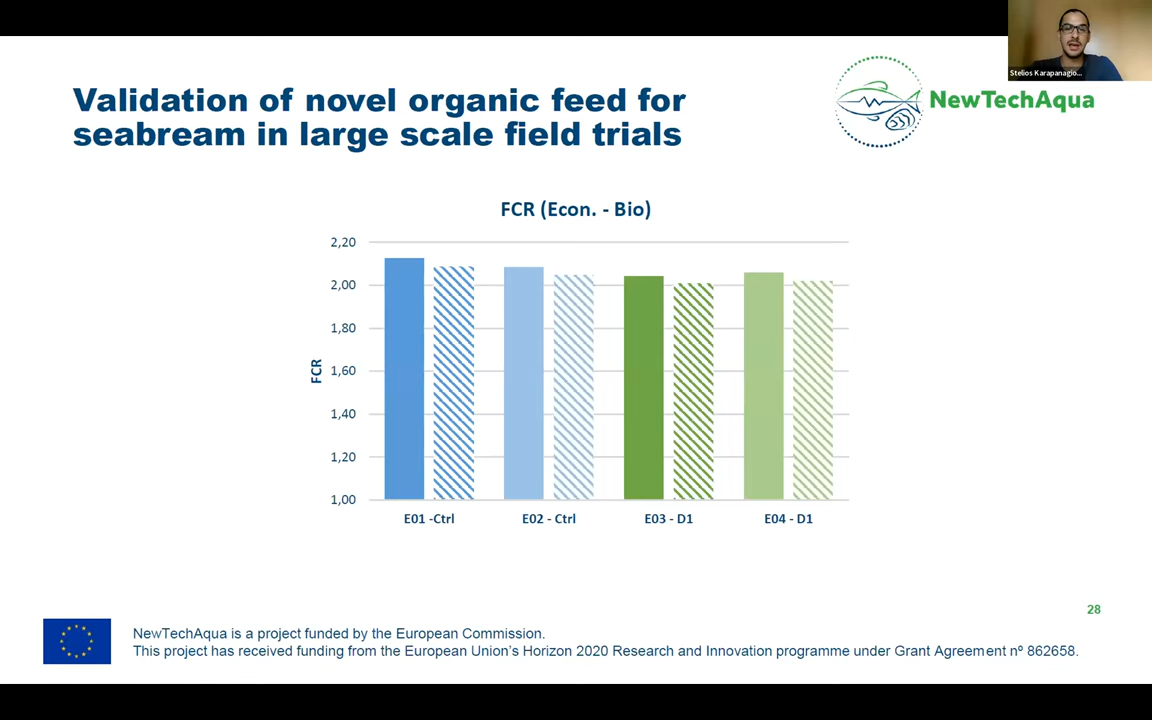 Stelios Karapanagio...
Validation of novel organic feed for
seabream in large scale field trials
NewTechAqua
FCR (Econ. - Bio)
2,20
2,00
1,80
1,60
1,40
1,20
1,00
FCR
E01 -Ctrl
E02 - Ctrl
E03 - D1
E04 - D1
28
NewTechAqua is a project funded by the European Commission.
This project has received funding from the European Union's Horizon 2020 Research and Innovation programme under Grant Agreement nº 862658.